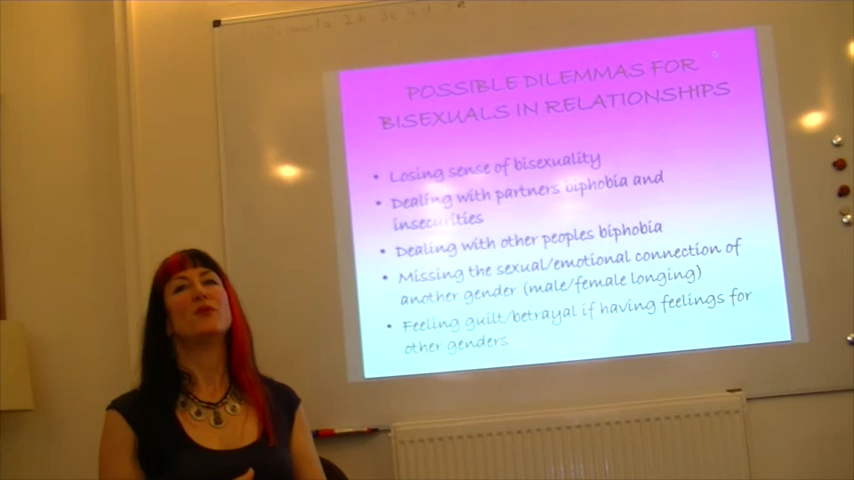 POSSIBLE DILEMMAS FOR
BISEXUALS IN RELATIONSHIPS
• Losing sense of bisexuality
• Dealing with partners biphobia and
insecurities
• Dealing with other peoples biphobia
• Missing the sexual/emotional connection of
another gender (male/female longing)
• Feeling guilt/betrayal if having feelings for
other genders